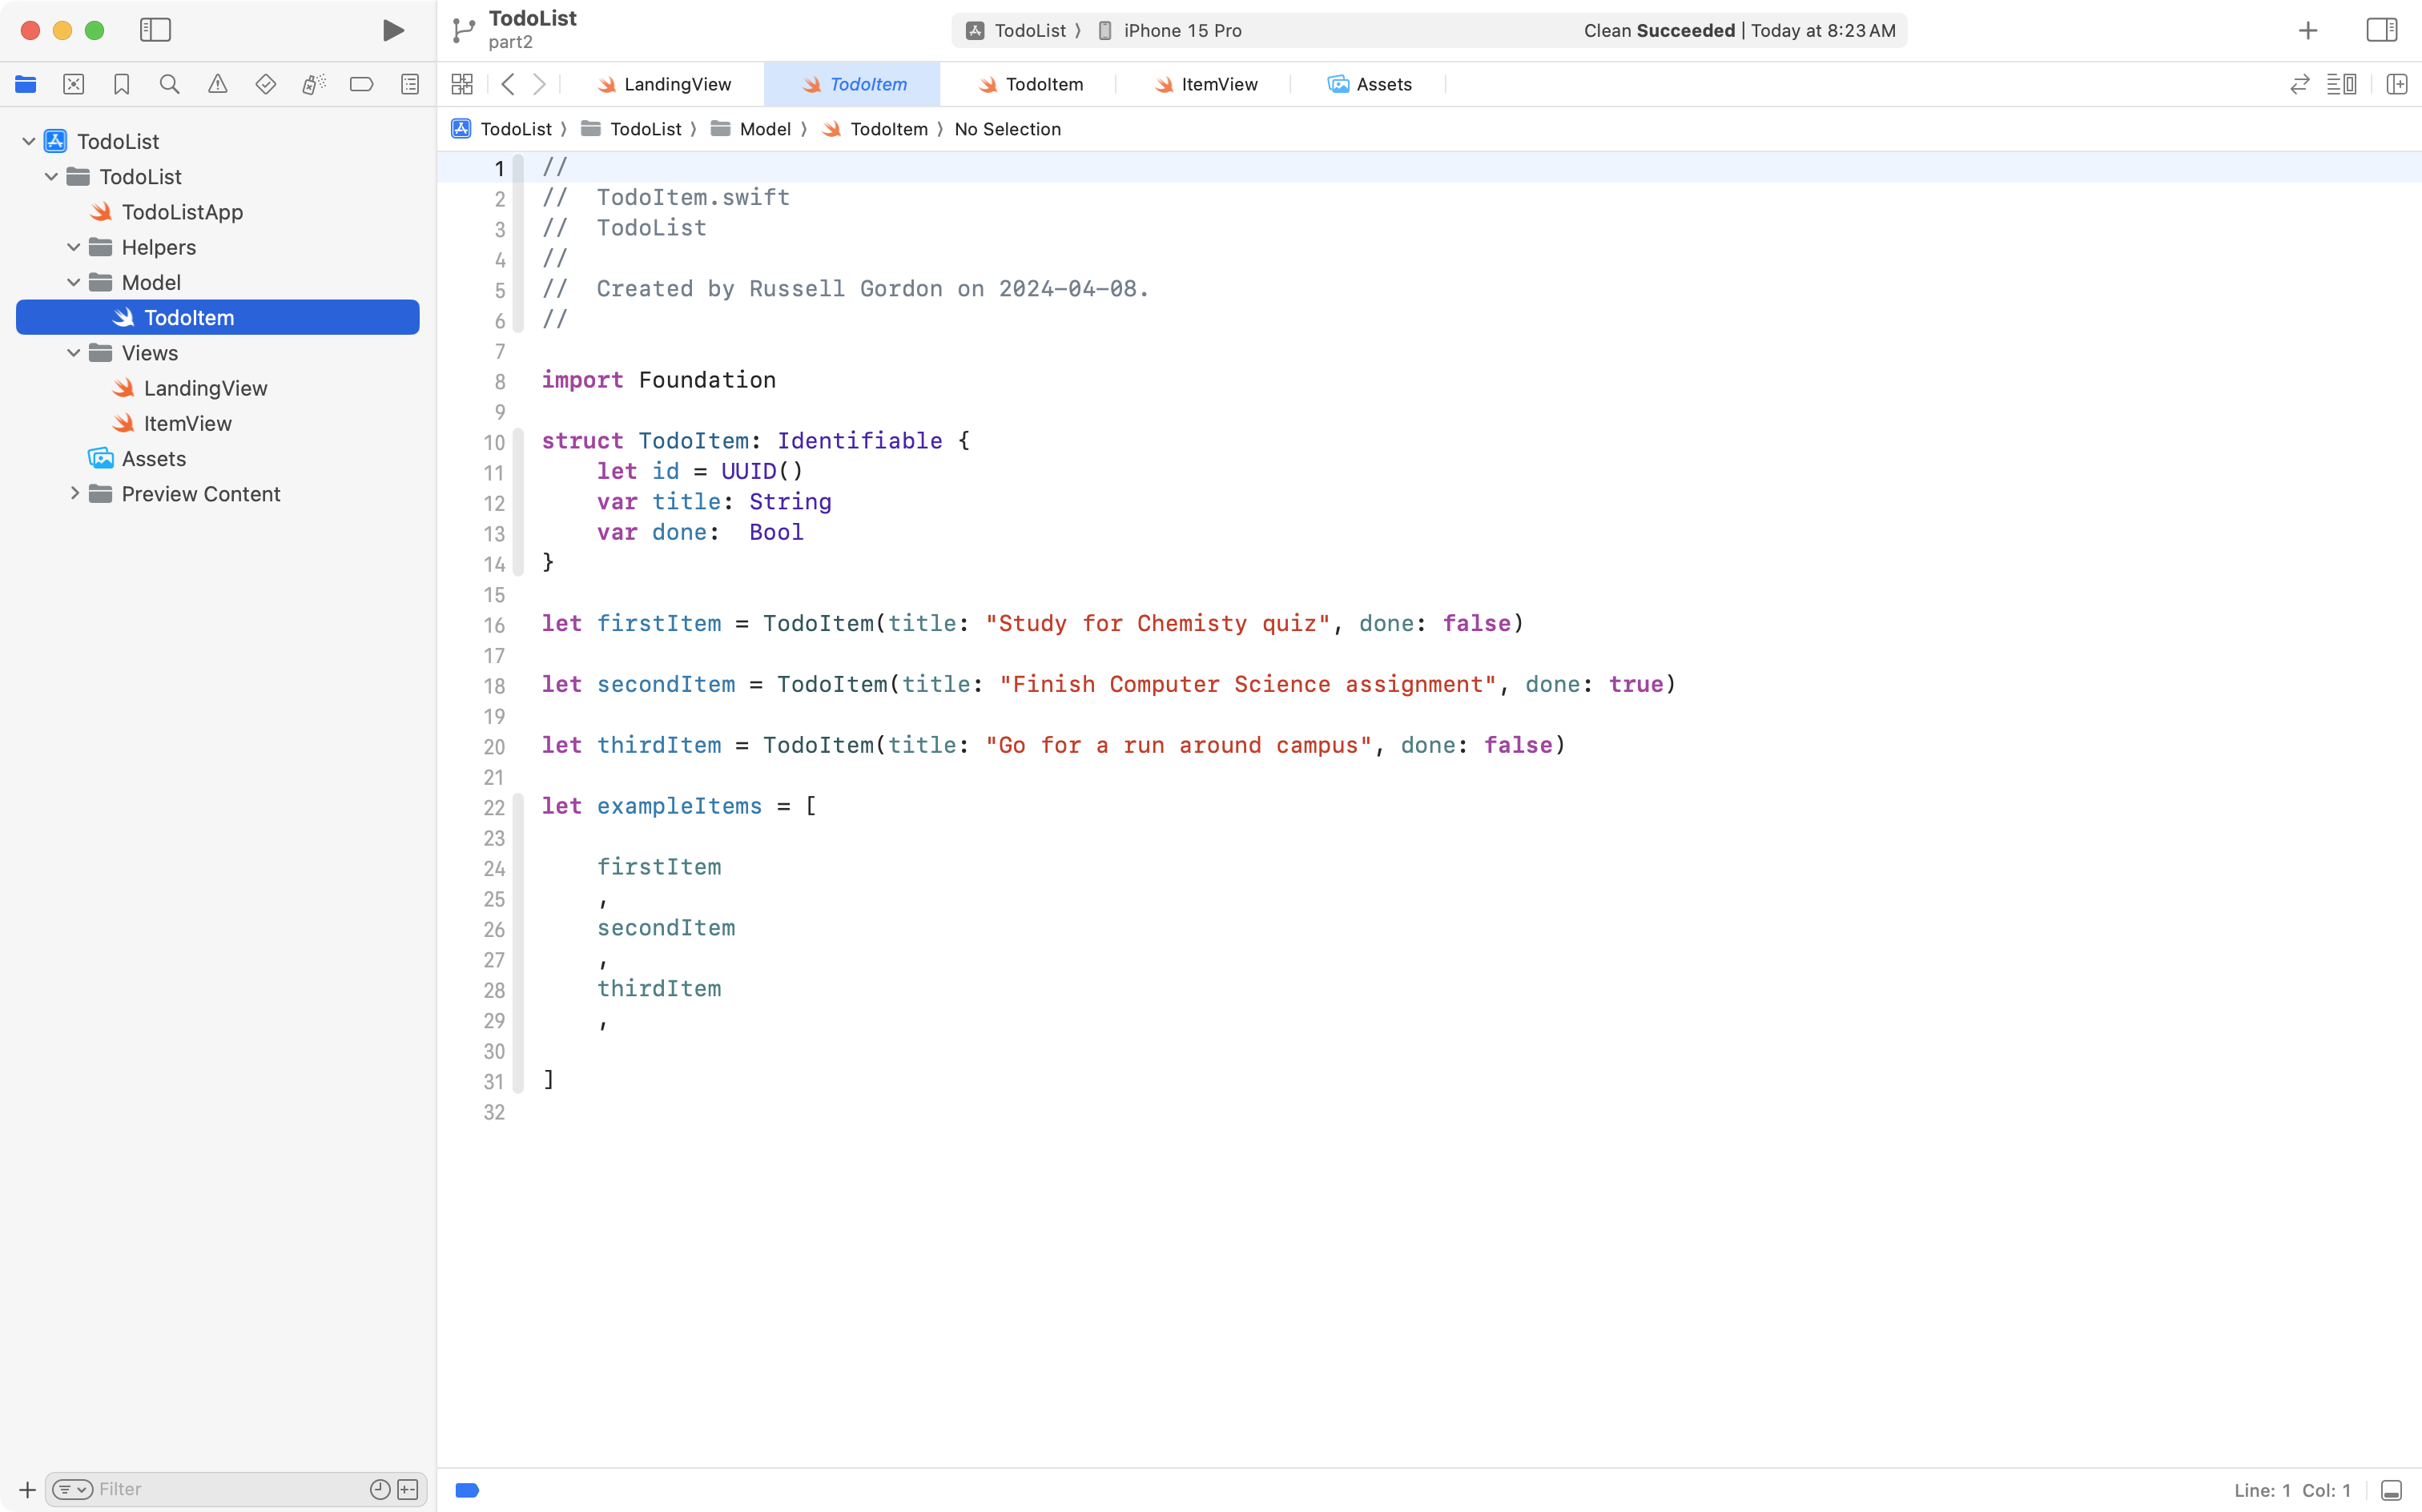 TodoList
part2
TodoList ⟩ iPhone 15 Pro
Clean Succeeded | Today at 8:23 AM
LandingView
TodoItem
TodoItem
ItemView
Assets
TodoList
TodoList
TodoListApp
Helpers
Model
TodoItem
Views
LandingView
ItemView
Assets
Preview Content
Filter
TodoList ⟩ TodoList ⟩ Model ⟩ TodoItem ⟩ No Selection
1 //
2 //  TodoItem.swift
3 //  TodoList
4 //
5 //  Created by Russell Gordon on 2024-04-08.
6 //
7
8 import Foundation
9
10 struct TodoItem: Identifiable {
11     let id = UUID()
12     var title: String
13     var done:  Bool
14 }
15
16 let firstItem = TodoItem(title: "Study for Chemisty quiz", done: false)
17
18 let secondItem = TodoItem(title: "Finish Computer Science assignment", done: true)
19
20 let thirdItem = TodoItem(title: "Go for a run around campus", done: false)
21
22 let exampleItems = [
23
24     firstItem
25     ,
26     secondItem
27     ,
28     thirdItem
29     ,
30
31 ]
32
Line: 1  Col: 1